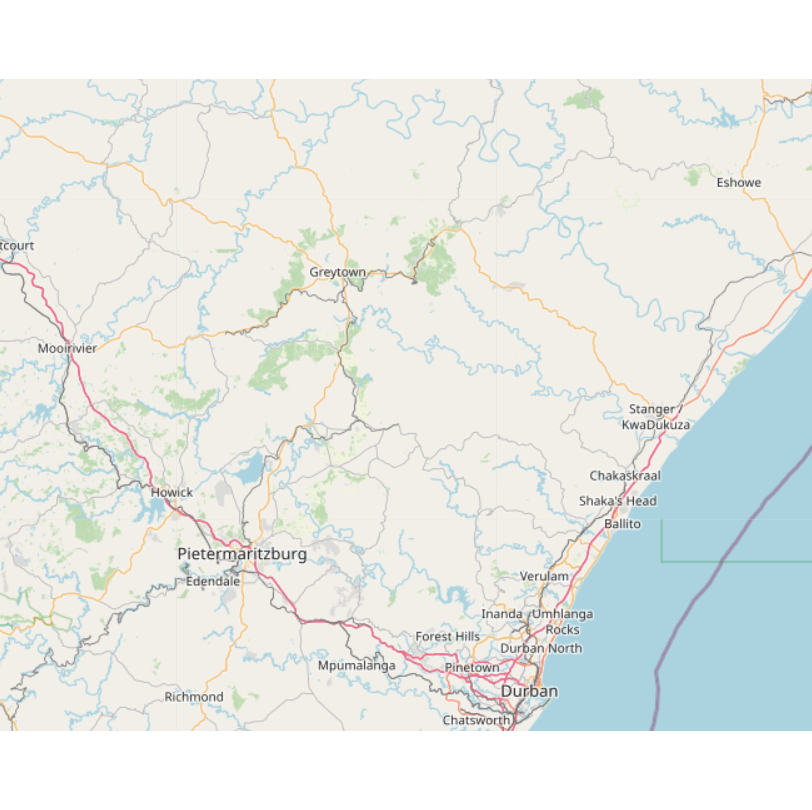 Eshowe
tcourt
Greytown
Mooirivier
Stanger /
KwaDukuza
Chakaskraal
Howick
Shaka's Head
Ballito
Pietermaritzburg
Verulam
Edendale
Inanda
Umhlanga
Rocks
Forest Hills
Durban North
Mpumalanga
Pinetown
Richmond
Durban
Chatsworth